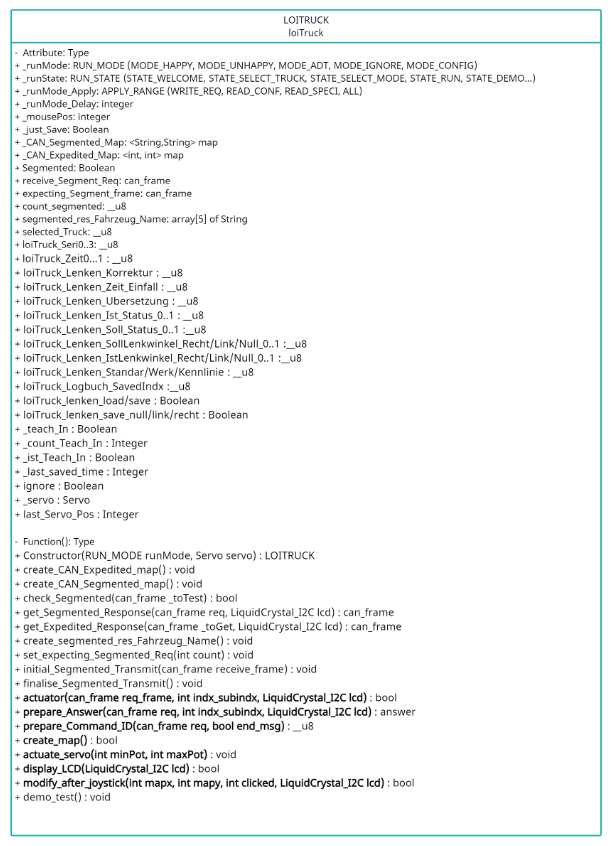 LOITRUCK
loiTruck
- Attribute: Type
+ _runMode: RUN_MODE (MODE_HAPPY, MODE_UNHAPPY, MODE_ADT, MODE_IGNORE, MODE_CONFIG)
+ _runState: RUN_STATE (STATE_WELCOME, STATE_SELECT_TRUCK, STATE_SELECT_MODE, STATE_RUN, STATE_DEMO...)
+ _runMode_Apply: APPLY_RANGE (WRITE_REQ, READ_CONF, READ_SPECI, ALL)
+ _runMode_Delay: integer
+ _mousePos: integer
+ _just_Save: Boolean
+ _CAN_Segmented_Map: <String,String> map
+ _CAN_Expedited_Map: <int, int> map
+ Segmented: Boolean
+ receive_Segment_Req: can_frame
+ expecting_Segment_frame: can_frame
+ count_segmented: __u8
+ segmented_res_Fahrzeug_Name: array[5] of String
+ selected_Truck: __u8
+ loiTruck_Seri0..3: __u8
+ loiTruck_Zeit0...1 : __u8
+ loiTruck_Lenken_Korrektur : __u8
+ loiTruck_Lenken_Zeit_Einfall : __u8
+ loiTruck_Lenken_Ubersetzung : __u8
+ loiTruck_Lenken_Ist_Status_0..1 : __u8
+ loiTruck_Lenken_Soll_Status_0..1 :__u8
+ loiTruck_Lenken_SollLenkwinkel_Recht/Link/Null_0..1 :__u8
+ loiTruck_Lenken_IstLenkwinkel_Recht/Link/Null_0..1 : __u8
+ loiTruck_Lenken_Standar/Werk/Kennlinie : __u8
+ loiTruck_Logbuch_SavedIndx :__u8
+ loiTruck_lenken_load/save : Boolean
+ loiTruck_lenken_save_null/link/recht : Boolean
+ _teach_In : Boolean
+ _count_Teach_In : Integer
+ _ist_Teach_In : Boolean
+ _last_saved_time : Integer
+ ignore : Boolean
+ _servo : Servo
+ last_Servo_Pos : Integer
- Function(): Type
+ Constructor(RUN_MODE runMode, Servo servo) : LOITRUCK
+ create_CAN_Expedited_map() : void
+ create_CAN_Segmented_map() : void
+ check_Segmented(can_frame _toTest) : bool
+ get_Segmented_Response(can_frame req, LiquidCrystal_I2C lcd) : can_frame
+ get_Expedited_Response(can_frame _toGet, LiquidCrystal_I2C lcd) : can_frame
+ create_segmented_res_Fahrzeug_Name() : void
+ set_expecting_Segmented_Req(int count) : void
+ initial_Segmented_Transmit(can_frame receive_frame) : void
+ finalise_Segmented_Transmit() : void
+ actuator(can_frame req_frame, int indx_subindx, LiquidCrystal_I2C lcd) : bool
+ prepare_Answer(can_frame req, int indx_subindx, LiquidCrystal_I2C lcd) : answer
+ prepare_Command_ID(can_frame req, bool end_msg) : __u8
+ create_map() : bool
+ actuate_servo(int minPot, int maxPot) : void
+ display_LCD(LiquidCrystal_I2C lcd) : bool
+ modify_after_joystick(int mapx, int mapy, int clicked, LiquidCrystal_I2C lcd) : bool
+ demo_test() : void